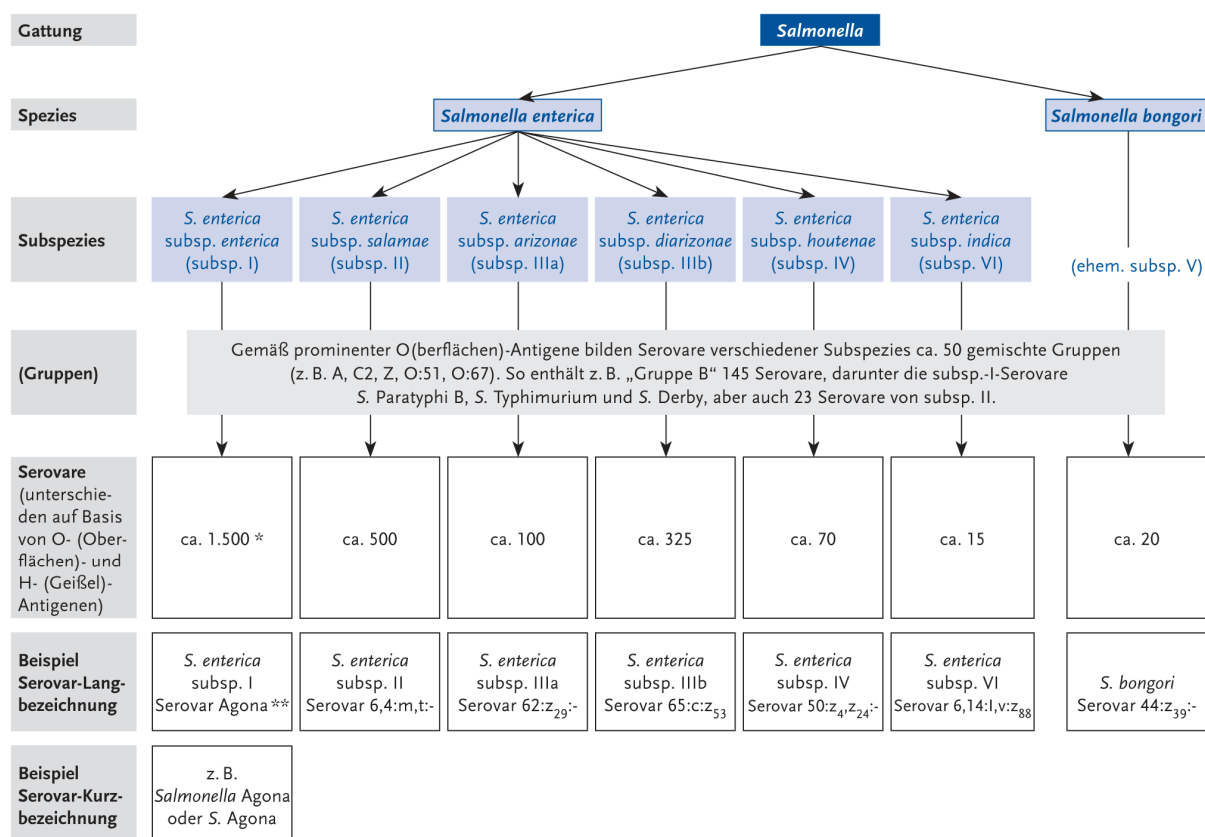 Gattung
Salmonella
Spezies
Salmonella enterica
Salmonella bongori
Subspezies
S. enterica
subsp. enterica
(subsp. I)
S. enterica
subsp. salamae
(subsp. II)
S. enterica
subsp. arizonae
(subsp. IIIa)
S. enterica
subsp. diarizonae
(subsp. IIIb)
S. enterica
subsp. houtenae
(subsp. IV)
S. enterica
subsp. indica
(subsp. VI)
(ehem. subsp. V)
(Gruppen)
Gemäß prominenter O(berflächen)-Antigene bilden Serovare verschiedener Subspezies ca. 50 gemischte Gruppen
(z. B. A, C2, Z, O:51, O:67). So enthält z. B. „Gruppe B“ 145 Serovare, darunter die subsp.-I-Serovare
S. Paratyphi B, S. Typhimurium und S. Derby, aber auch 23 Serovare von subsp. II.
Serovare
(unterschie-
den auf Basis
von O- (Ober-
flächen)- und
H- (Geißel)-
Antigenen)
ca. 1.500 *
ca. 500
ca. 100
ca. 325
ca. 70
ca. 15
ca. 20
Beispiel
Serovar-Lang-
bezeichnung
S. enterica
subsp. I
Serovar Agona **
S. enterica
subsp. II
Serovar 6,4:m,t:-
S. enterica
subsp. IIIa
Serovar 62:z29:-
S. enterica
subsp. IIIb
Serovar 65:c:z53
S. enterica
subsp. IV
Serovar 50:z4,z24:-
S. enterica
subsp. VI
Serovar 6,14:l,v:z88
S. bongori
Serovar 44:z39:-
Beispiel
Serovar-Kurz-
bezeichnung
z. B.
Salmonella Agona
oder S. Agona